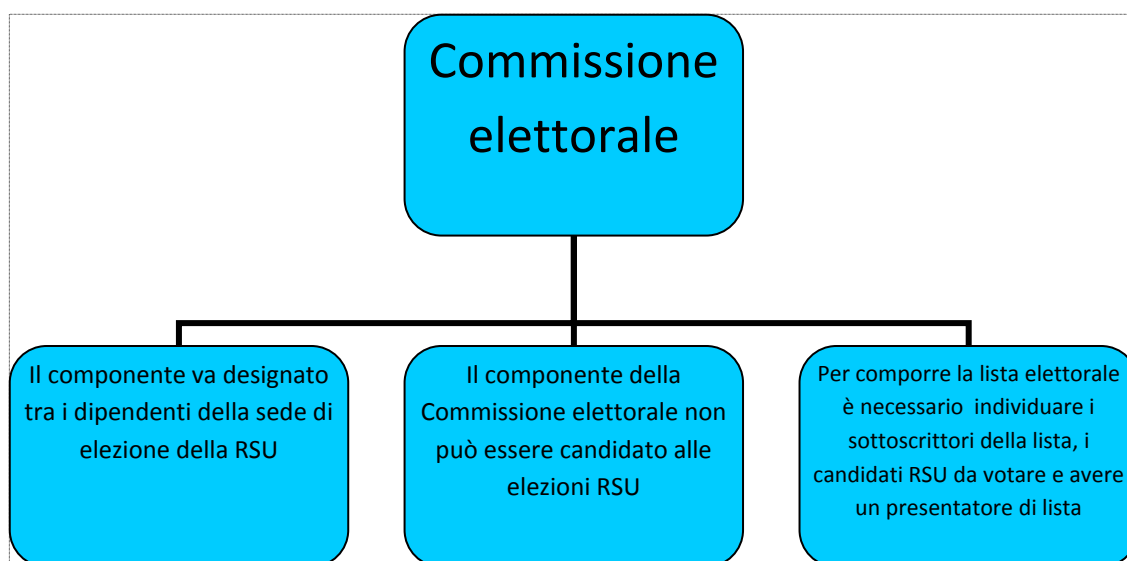 Commissione
elettorale
Il componente va designato
tra i dipendenti della sede di
elezione della RSU
Il componente della
Commissione elettorale non
può essere candidato alle
elezioni RSU
Per comporre la lista elettorale
è necessario individuare i
sottoscrittori della lista, i
candidati RSU da votare e avere
un presentatore di lista